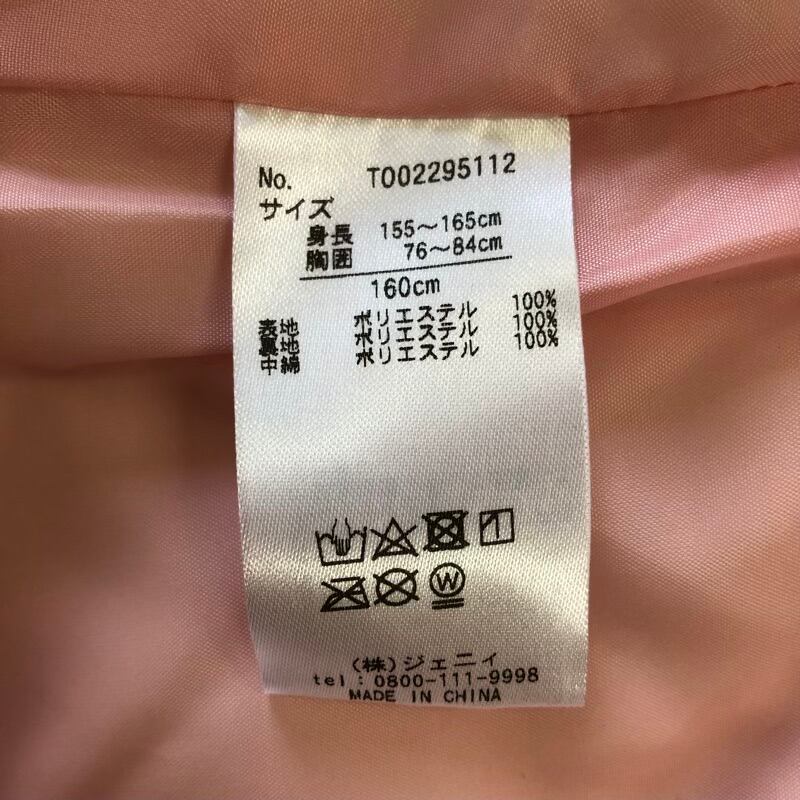 No. T002295112
サイズ
身長 155～165cm
胸囲 76～84cm
160cm
表地 ポリエステル 100%
裏地 ポリエステル 100%
中綿 ポリエステル 100%
W
(株)ジェニィ
tel：0800-111-9998
MADE IN CHINA